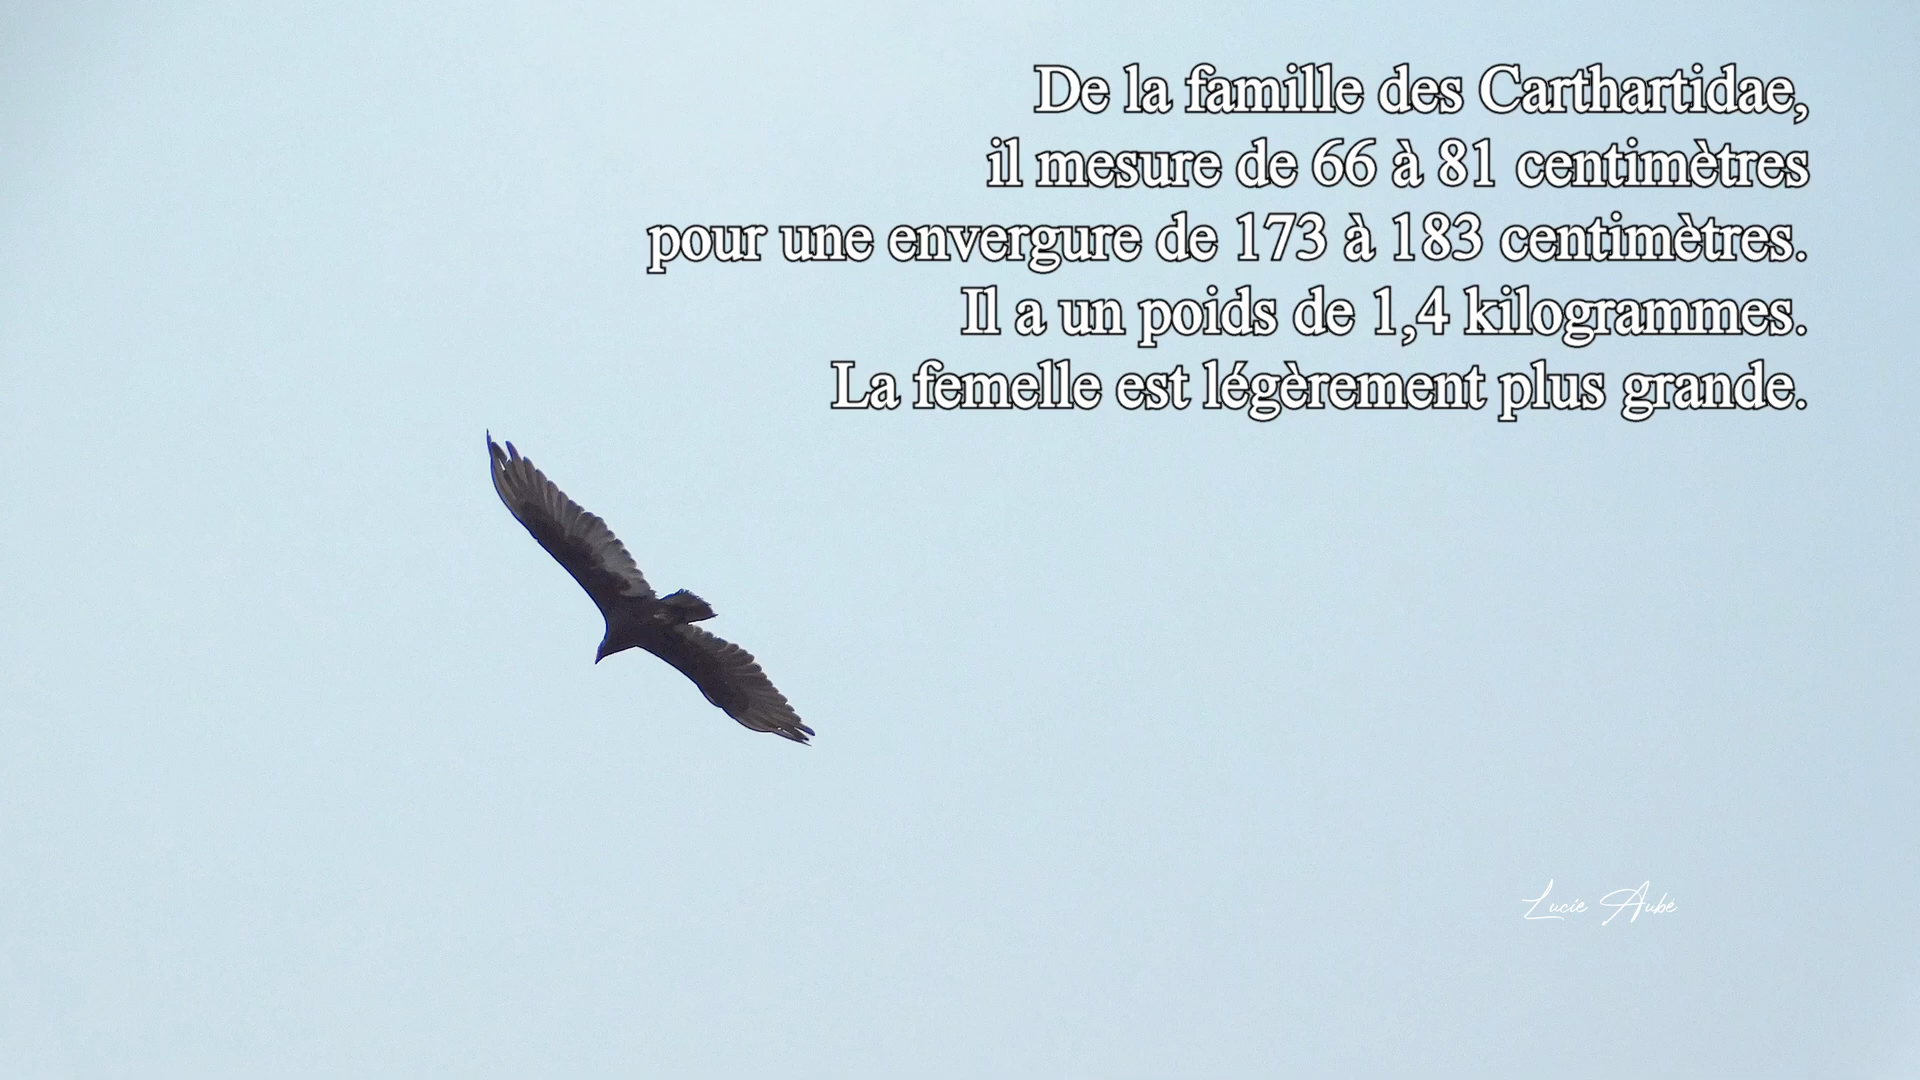 De la famille des Carthartidae,
il mesure de 66 à 81 centimètres
pour une envergure de 173 à 183 centimètres.
Il a un poids de 1,4 kilogrammes.
La femelle est légèrement plus grande.
Lucie Aubé